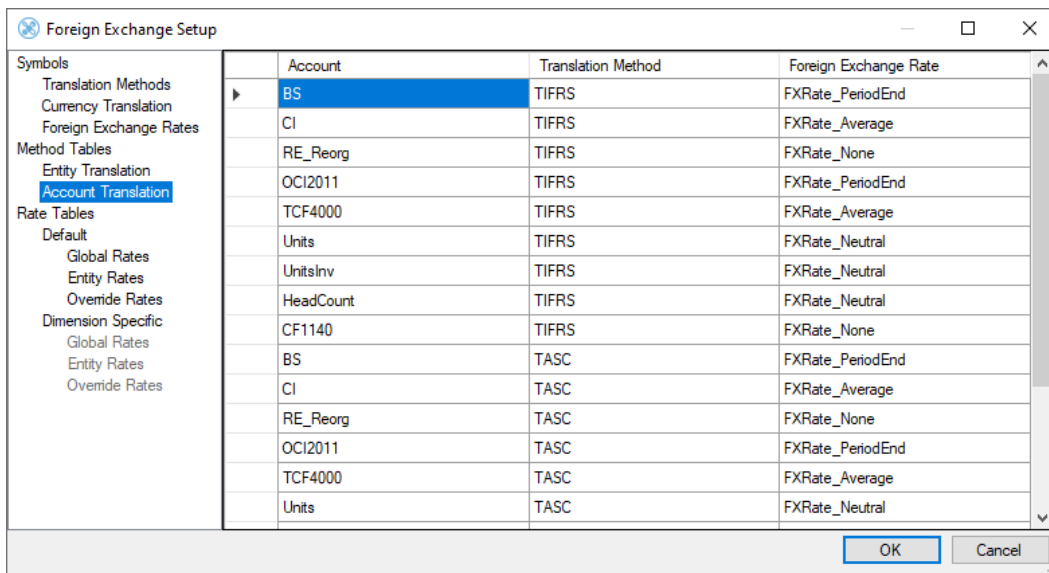 Foreign Exchange Setup
Symbols
Translation Methods
Currency Translation
Foreign Exchange Rates
Method Tables
Entity Translation
Account Translation
Rate Tables
Default
Global Rates
Entity Rates
Override Rates
Dimension Specific
Global Rates
Entity Rates
Override Rates
Account Translation Method Foreign Exchange Rate
BS TIFRS FXRate_PeriodEnd
CI TIFRS FXRate_Average
RE_Reorg TIFRS FXRate_None
OCI2011 TIFRS FXRate_PeriodEnd
TCF4000 TIFRS FXRate_Average
Units TIFRS FXRate_Neutral
UnitsInv TIFRS FXRate_Neutral
HeadCount TIFRS FXRate_Neutral
CF1140 TIFRS FXRate_None
BS TASC FXRate_PeriodEnd
CI TASC FXRate_Average
RE_Reorg TASC FXRate_None
OCI2011 TASC FXRate_PeriodEnd
TCF4000 TASC FXRate_Average
Units TASC FXRate_Neutral
OK Cancel